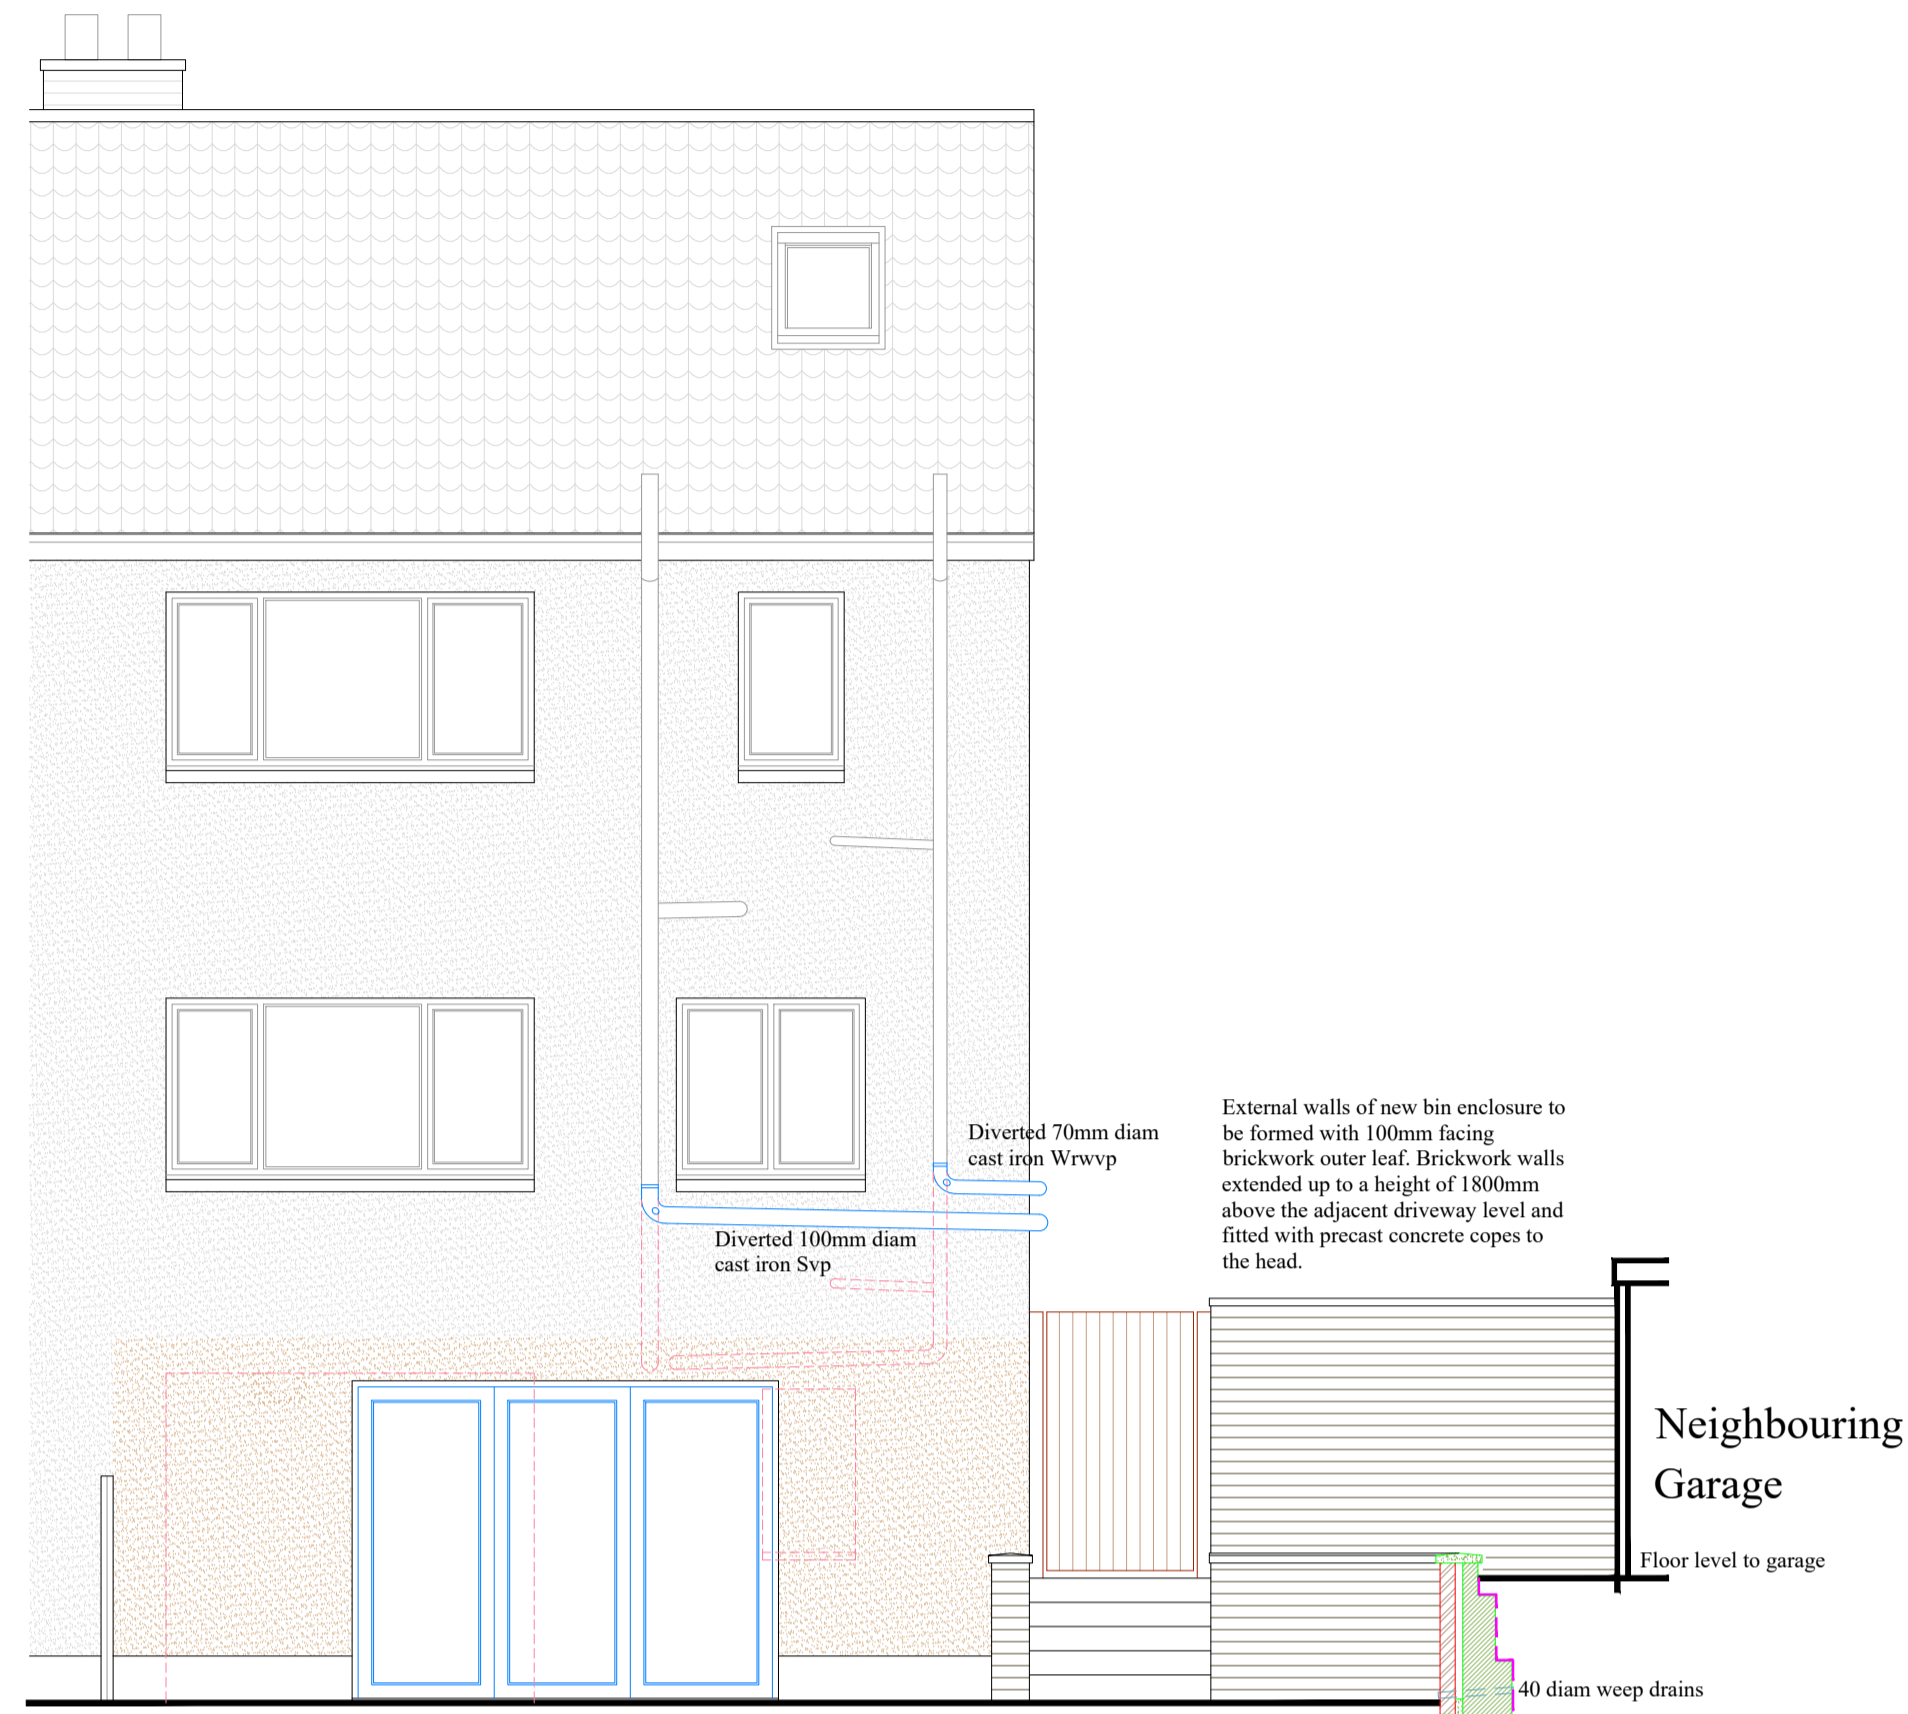 Diverted 70mm diam
cast iron Wrwvp
Diverted 100mm diam
cast iron Svp
External walls of new bin enclosure to
be formed with 100mm facing
brickwork outer leaf. Brickwork walls
extended up to a height of 1800mm
above the adjacent driveway level and
fitted with precast concrete copes to
the head.
Neighbouring
Garage
Floor level to garage
40 diam weep drains